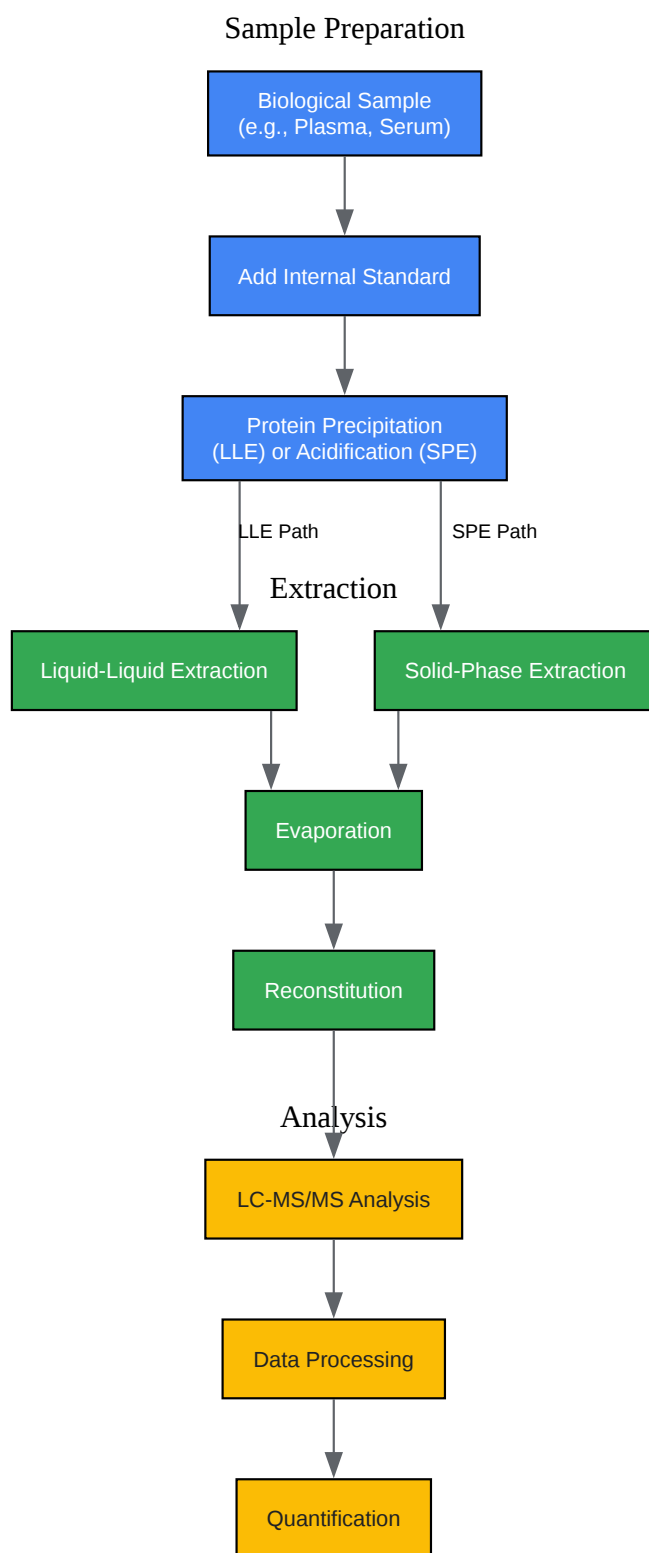 Sample Preparation
Biological Sample
(e.g., Plasma, Serum)
Add Internal Standard
Protein Precipitation
(LLE) or Acidification (SPE)
LLE Path
SPE Path
Extraction
Liquid-Liquid Extraction
Solid-Phase Extraction
Evaporation
Reconstitution
Analysis
LC-MS/MS Analysis
Data Processing
Quantification